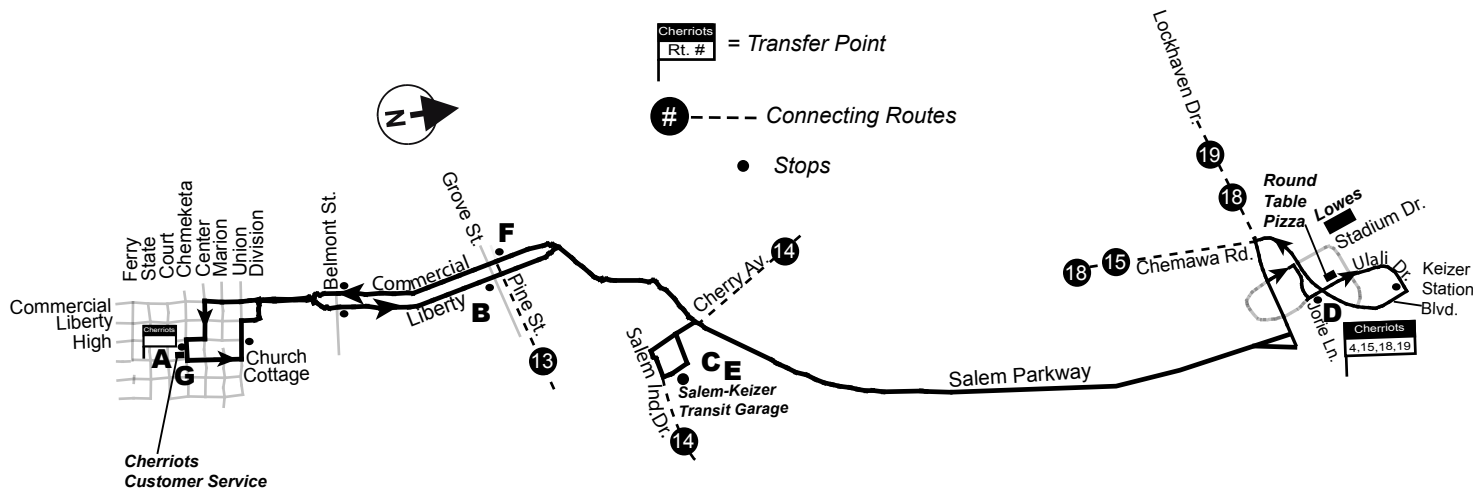 Cherriots
Rt. #
= Transfer Point
#
Connecting Routes
Stops
N
Ferry
State
Court
Chemeketa
Center
Marion
Union
Division
Commercial
Liberty
High
Cherriots
A
G
Church
Cottage
Cherriots
Customer Service
Belmont St.
Commercial
Liberty
F
B
Grove St.
Pine St.
13
Cherry Av.
14
Salem Ind.Dr.
14
C E
Salem-Keizer
Transit Garage
Salem Parkway
Lockhaven Dr.
19
18
18
15
Chemawa Rd.
Round
Table
Pizza
Lowes
Stadium Dr.
Ulali Dr.
Keizer
Station
Blvd.
D
Jorie Ln.
Cherriots
4,15,18,19